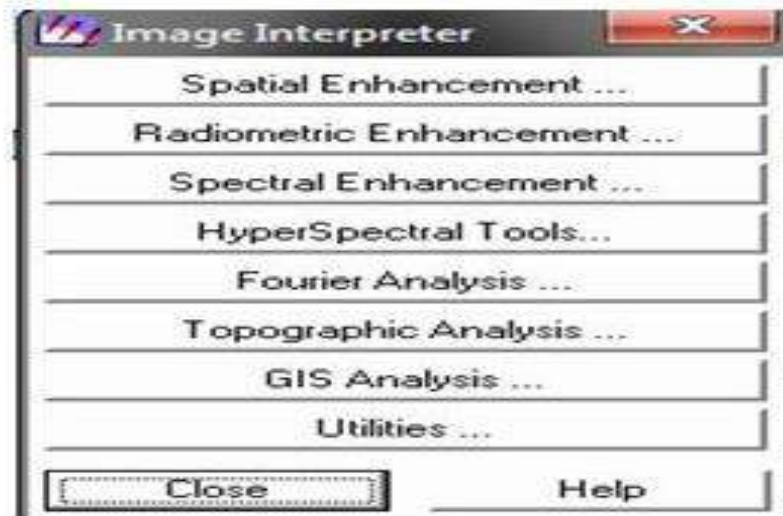 Image Interpreter
Spatial Enhancement ...
Radiometric Enhancement ...
Spectral Enhancement ...
HyperSpectral Tools...
Fourier Analysis ...
Topographic Analysis ...
GIS Analysis ...
Utilities ...
Close Help